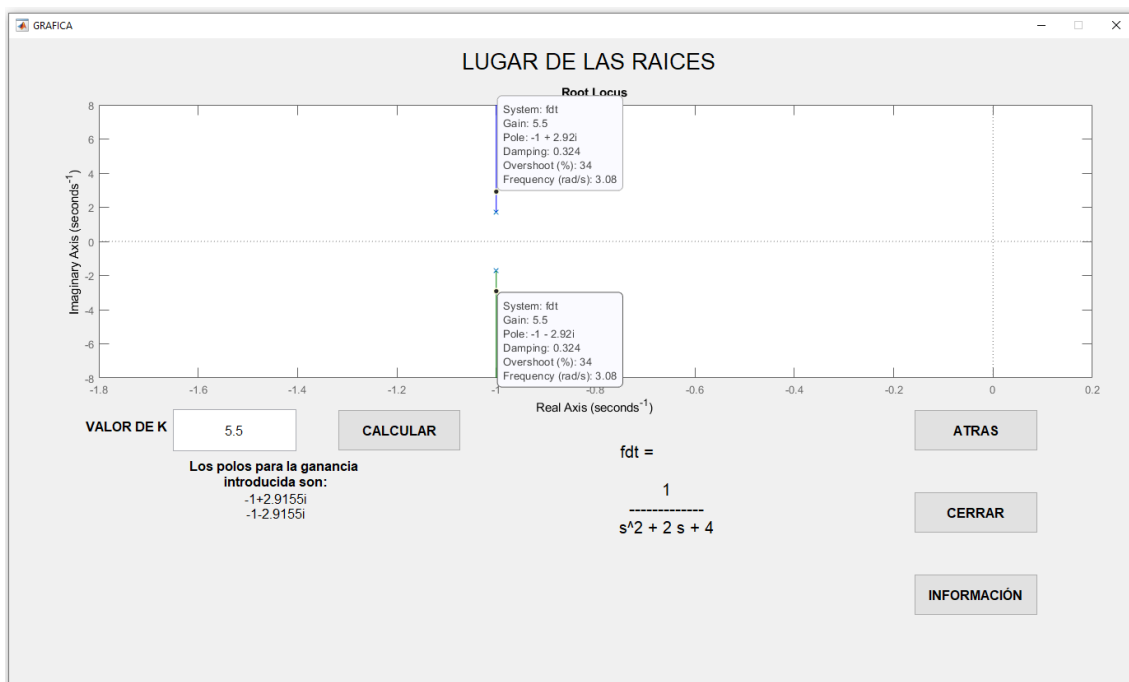 GRAFICA
LUGAR DE LAS RAICES
Root Locus
8
6
4
2
0
-2
-4
-6
-8
Imaginary Axis (seconds-1)
System: fdt
Gain: 5.5
Pole: -1 + 2.92i
Damping: 0.324
Overshoot (%): 34
Frequency (rad/s): 3.08
System: fdt
Gain: 5.5
Pole: -1 - 2.92i
Damping: 0.324
Overshoot (%): 34
Frequency (rad/s): 3.08
-1.8 -1.6 -1.4 -1.2 -1 -0.8 -0.6 -0.4 -0.2 0 0.2
Real Axis (seconds-1)
VALOR DE K 5.5 CALCULAR
Los polos para la ganancia
introducida son:
-1+2.9155i
-1-2.9155i
fdt =
1
-------------
s^2 + 2 s + 4
ATRAS
CERRAR
INFORMACIÓN